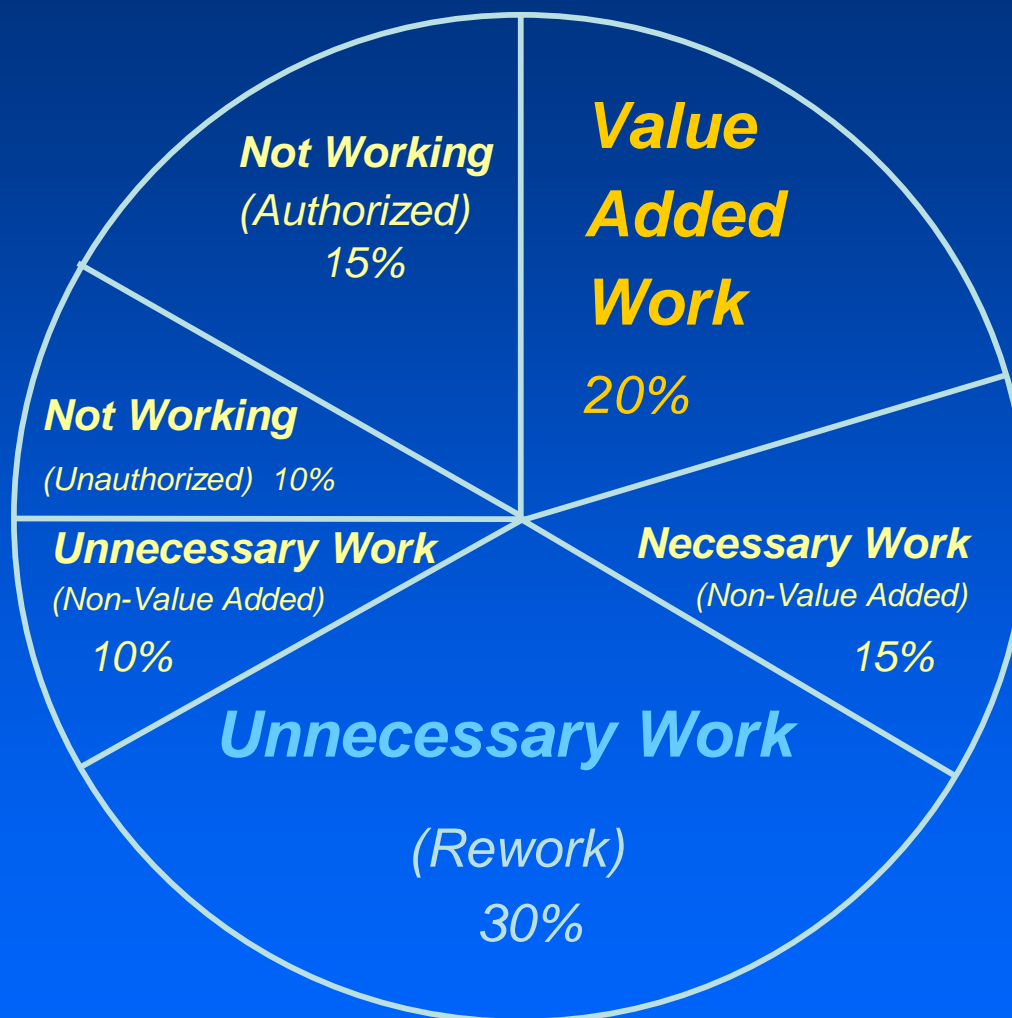 Value
Added
Work
20%
Not Working
(Authorized)
15%
Not Working
(Unauthorized) 10%
Unnecessary Work
(Non-Value Added)
10%
Necessary Work
(Non-Value Added)
15%
Unnecessary Work
(Rework)
30%